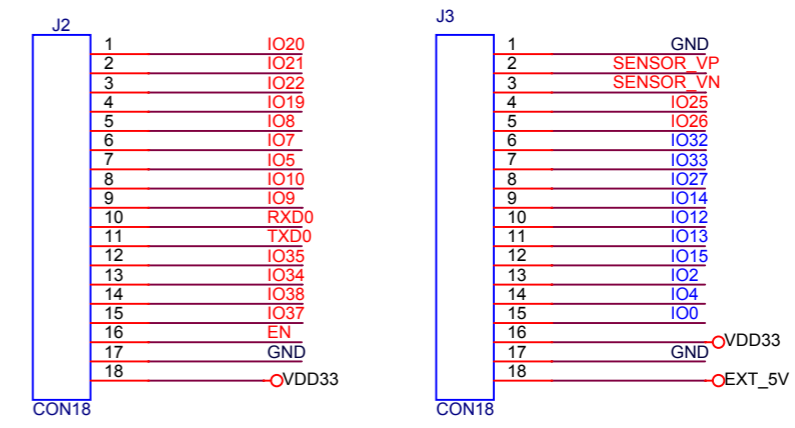 J2
1 IO20
2 IO21
3 IO22
4 IO19
5 IO8
6 IO7
7 IO5
8 IO10
9 IO9
10 RXD0
11 TXD0
12 IO35
13 IO34
14 IO38
15 IO37
16 EN
17 GND
18 VDD33
CON18
J3
1 GND
2 SENSOR_VP
3 SENSOR_VN
4 IO25
5 IO26
6 IO32
7 IO33
8 IO27
9 IO14
10 IO12
11 IO13
12 IO15
13 IO2
14 IO4
15 IO0
16 VDD33
17 GND
18 EXT_5V
CON18